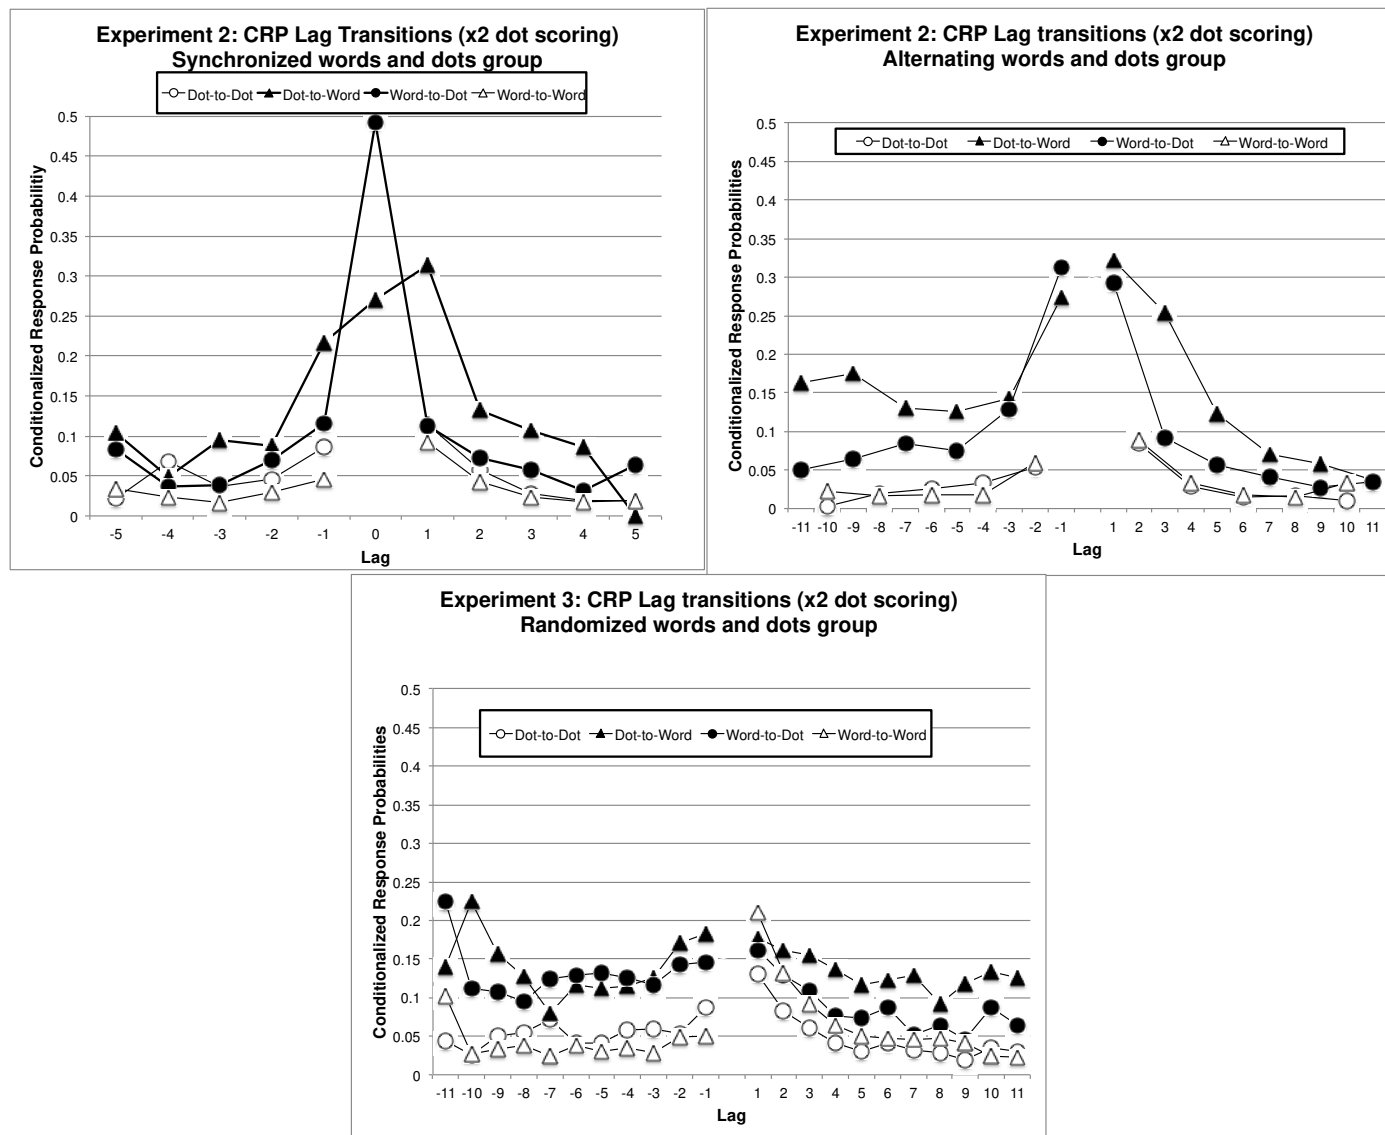 Experiment 2: CRP Lag Transitions (x2 dot scoring)
Synchronized words and dots group
Dot-to-Dot Dot-to-Word Word-to-Dot Word-to-Word
Conditionalized Response Probabilitiy
0.5
0.45
0.4
0.35
0.3
0.25
0.2
0.15
0.1
0.05
0
-5 -4 -3 -2 -1 0 1 2 3 4 5
Lag
Experiment 2: CRP Lag transitions (x2 dot scoring)
Alternating words and dots group
Dot-to-Dot Dot-to-Word Word-to-Dot Word-to-Word
Conditionalized Response Probabilities
0.5
0.45
0.4
0.35
0.3
0.25
0.2
0.15
0.1
0.05
0
-11 -10 -9 -8 -7 -6 -5 -4 -3 -2 -1 1 2 3 4 5 6 7 8 9 10 11
Lag
Experiment 3: CRP Lag transitions (x2 dot scoring)
Randomized words and dots group
Dot-to-Dot Dot-to-Word Word-to-Dot Word-to-Word
Conditionalized Response Probabilities
0.5
0.45
0.4
0.35
0.3
0.25
0.2
0.15
0.1
0.05
0
-11 -10 -9 -8 -7 -6 -5 -4 -3 -2 -1 1 2 3 4 5 6 7 8 9 10 11
Lag